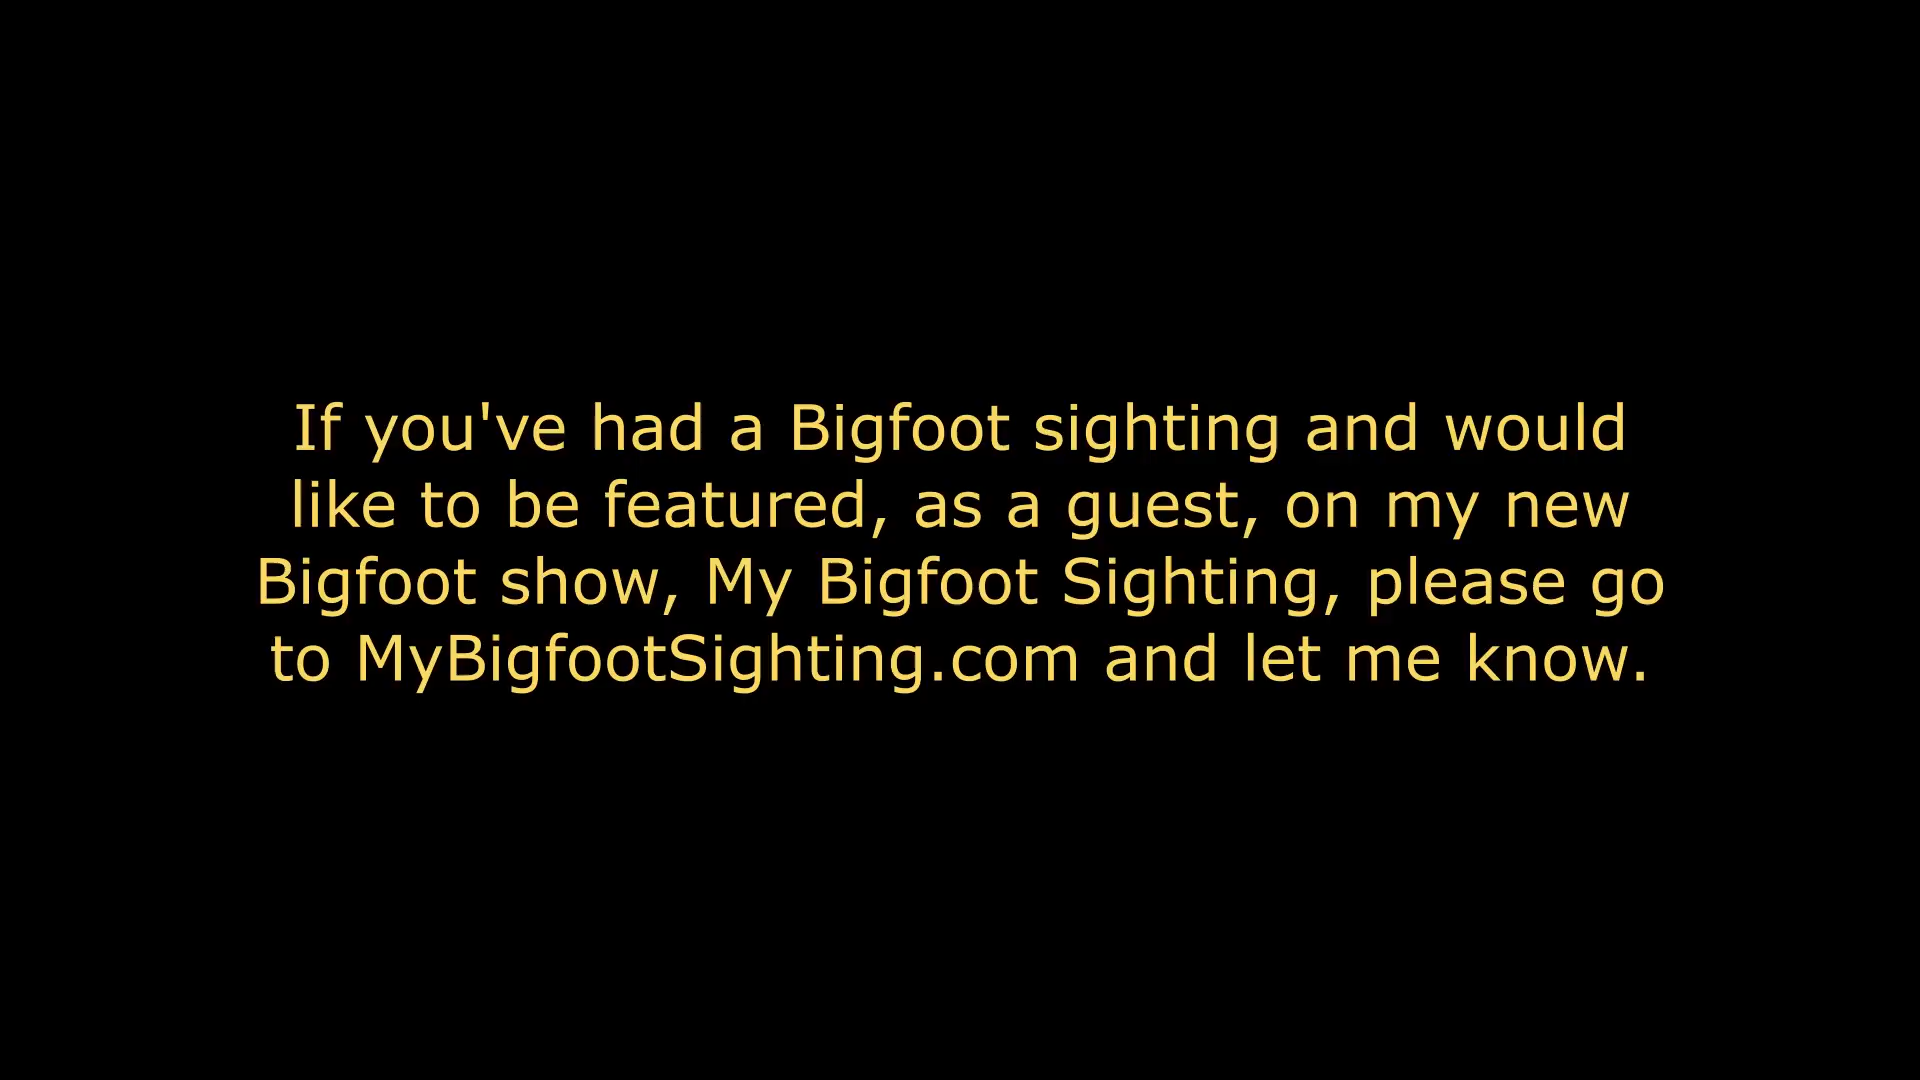 If you've had a Bigfoot sighting and would
like to be featured, as a guest, on my new
Bigfoot show, My Bigfoot Sighting, please go
to MyBigfootSighting.com and let me know.